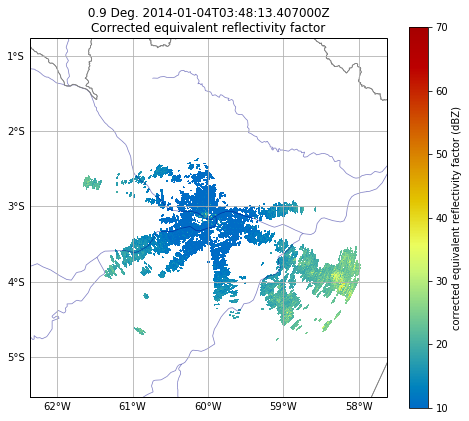 0.9 Deg. 2014-01-04T03:48:13.407000Z
Corrected equivalent reflectivity factor
1°S
2°S
3°S
4°S
5°S
62°W 61°W 60°W 59°W 58°W
70
60
50
40
30
20
10
corrected equivalent reflectivity factor (dBZ)